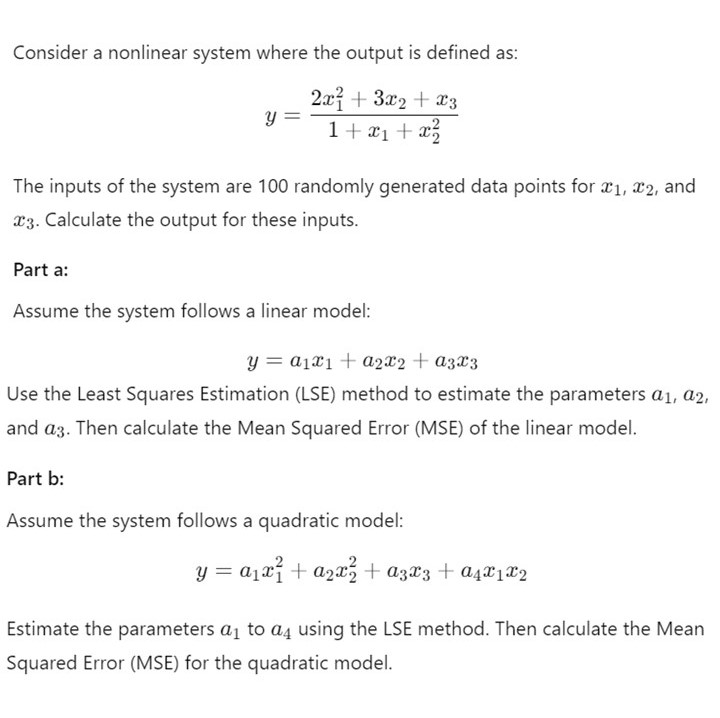 Consider a nonlinear system where the output is defined as:
y = \frac{2x_1^2 + 3x_2 + x_3}{1 + x_1 + x_2^2}
The inputs of the system are 100 randomly generated data points for x_1, x_2, and
x_3. Calculate the output for these inputs.
Part a:
Assume the system follows a linear model:
y = a_1x_1 + a_2x_2 + a_3x_3
Use the Least Squares Estimation (LSE) method to estimate the parameters a_1, a_2,
and a_3. Then calculate the Mean Squared Error (MSE) of the linear model.
Part b:
Assume the system follows a quadratic model:
y = a_1x_1^2 + a_2x_2^2 + a_3x_3 + a_4x_1x_2
Estimate the parameters a_1 to a_4 using the LSE method. Then calculate the Mean
Squared Error (MSE) for the quadratic model.